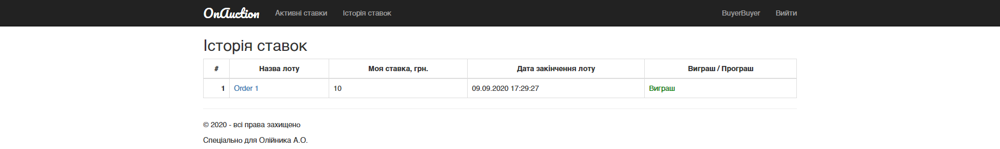 OnAuction Активні ставки Історія ставок BuyerBuyer Вийти
Історія ставок
# Назва лоту Моя ставка, грн. Дата закінчення лоту Виграш / Програш
1 Order 1 10 09.09.2020 17:29:27 Виграш
© 2020 - всі права захищено
Спеціально для Олійника А.О.